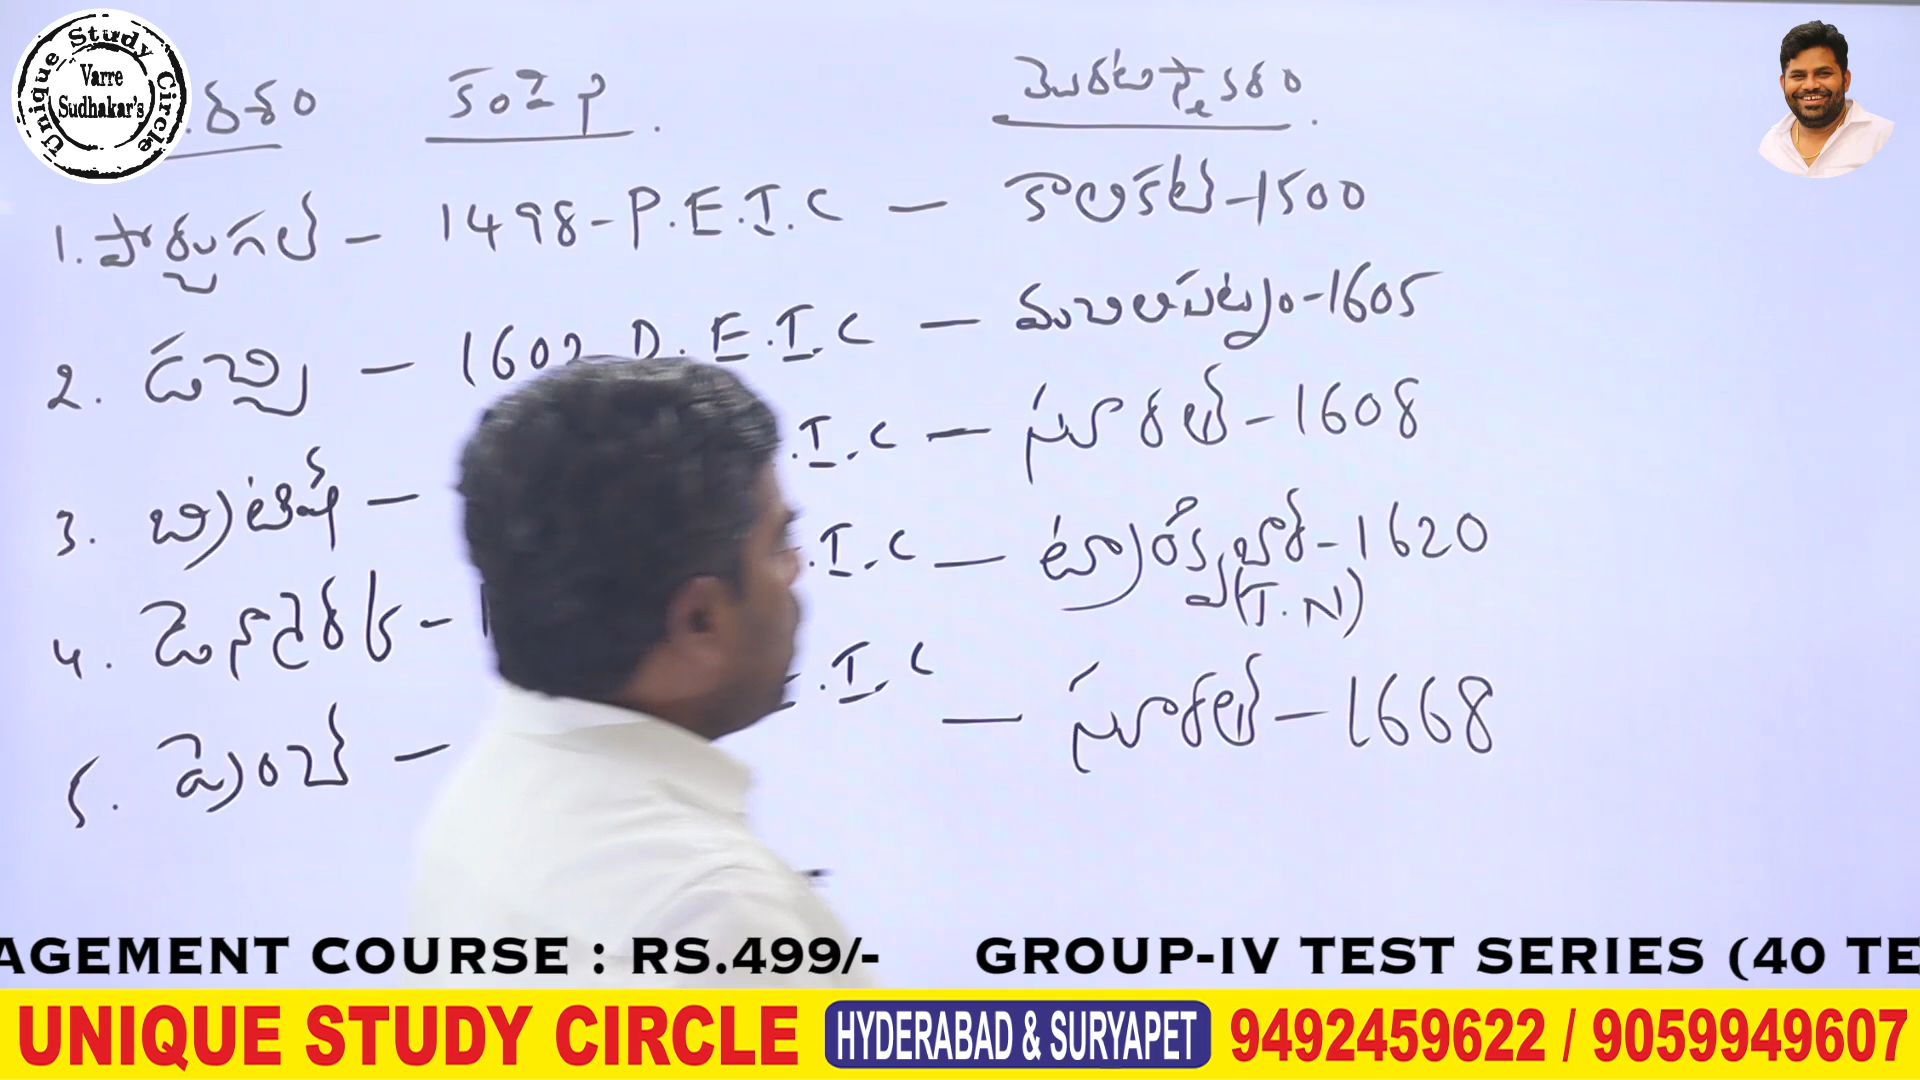 Unique Study Circle
Varre
Sudhakar's
కంపెనీ .
మొదటిస్థావరం .
1. పోర్చుగల్ - 1498 - P.E.I.C - కాలికట్ - 1500
2. డచ్చి - 1602 D.E.I.C - మచిలీపట్నం - 1605
3. బ్రిటిష్ - .I.C - సూరత్ - 1608
4. డెన్మార్క్ - .I.C - ట్రాంక్విబార్ - 1620
(T.N)
5. ఫ్రెంచ్ - .I.C - సూరత్ - 1668
AGEMENT COURSE : RS.499/- GROUP-IV TEST SERIES (40 TE
UNIQUE STUDY CIRCLE HYDERABAD & SURYAPET 9492459622 / 9059949607